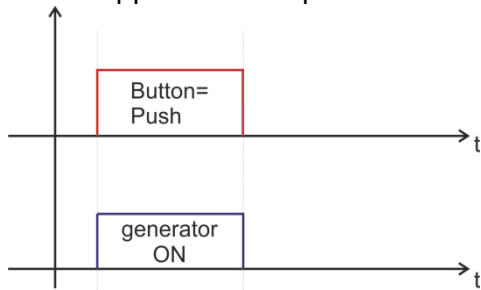 Button=
Push
t
generator
ON
t